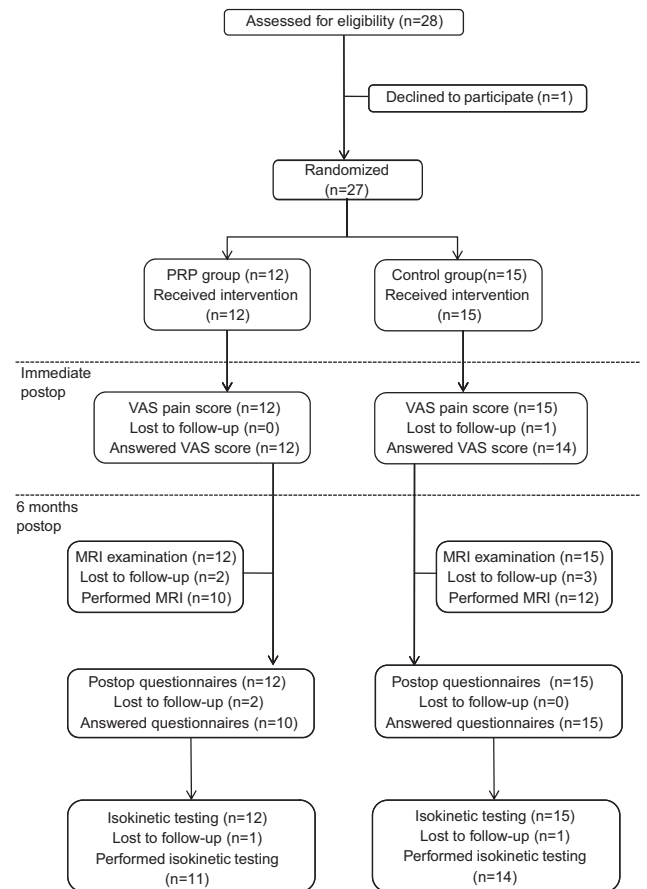 Assessed for eligibility (n=28)
Declined to participate (n=1)
Randomized
(n=27)
PRP group (n=12)
Received intervention
(n=12)
Control group(n=15)
Received intervention
(n=15)
Immediate
postop
VAS pain score (n=12)
Lost to follow-up (n=0)
Answered VAS score (n=12)
VAS pain score (n=15)
Lost to follow-up (n=1)
Answered VAS score (n=14)
6 months
postop
MRI examination (n=12)
Lost to follow-up (n=2)
Performed MRI (n=10)
MRI examination (n=15)
Lost to follow-up (n=3)
Performed MRI (n=12)
Postop questionnaires (n=12)
Lost to follow-up (n=2)
Answered questionnaires (n=10)
Postop questionnaires (n=15)
Lost to follow-up (n=0)
Answered questionnaires (n=15)
Isokinetic testing (n=12)
Lost to follow-up (n=1)
Performed isokinetic testing
(n=11)
Isokinetic testing (n=15)
Lost to follow-up (n=1)
Performed isokinetic testing
(n=14)